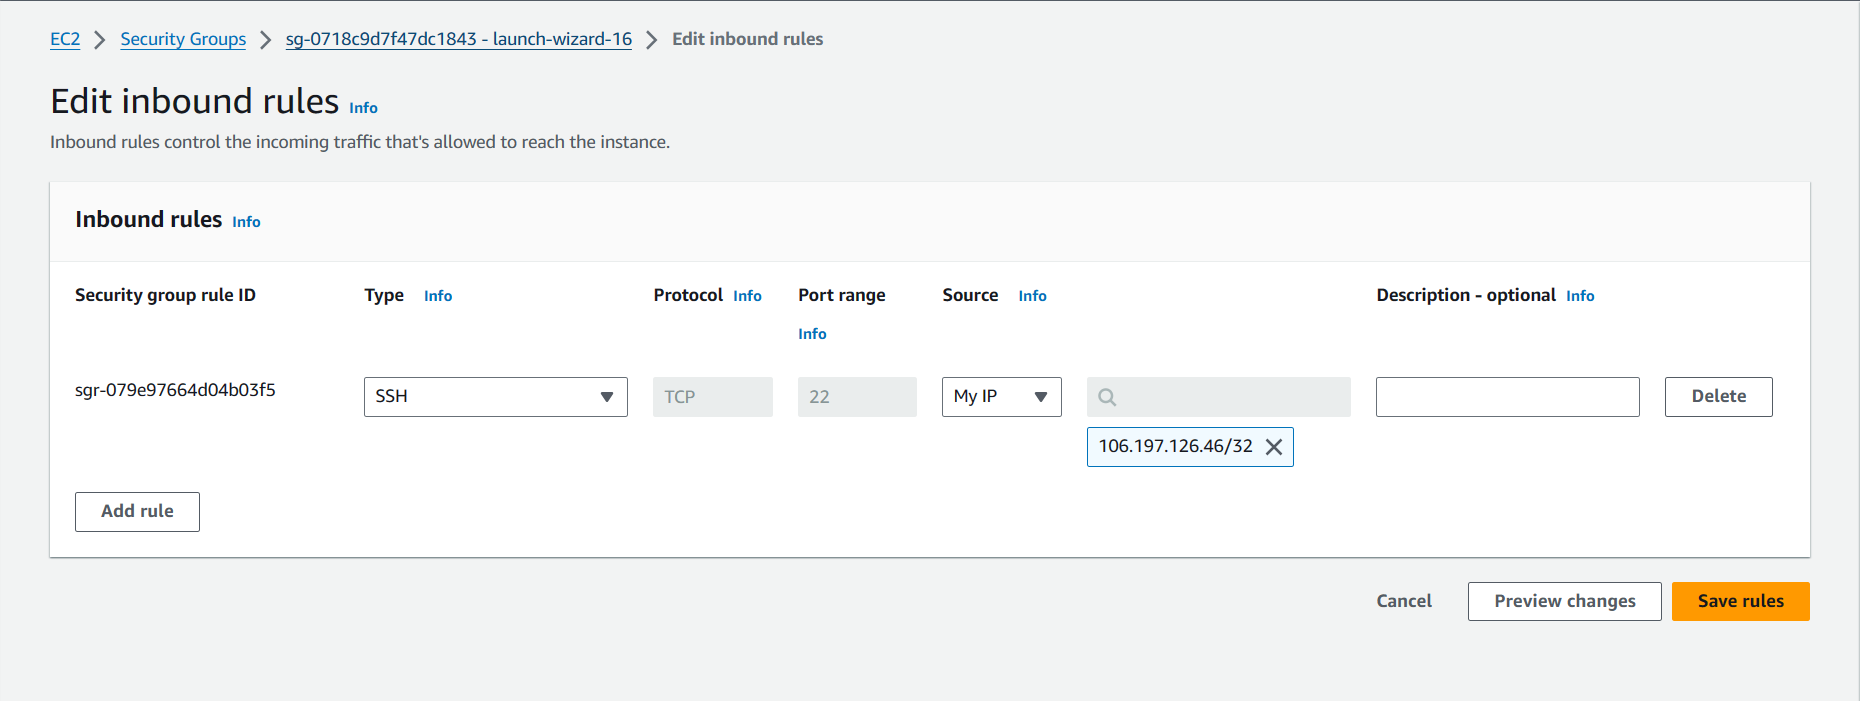 EC2 > Security Groups > sg-0718c9d7f47dc1843 - launch-wizard-16 > Edit inbound rules
Edit inbound rules Info
Inbound rules control the incoming traffic that's allowed to reach the instance.
Inbound rules Info
Security group rule ID Type Info Protocol Info Port range Source Info Description - optional Info
Info
sgr-079e97664d04b03f5 SSH TCP 22 My IP Delete
106.197.126.46/32
Add rule
Cancel Preview changes Save rules